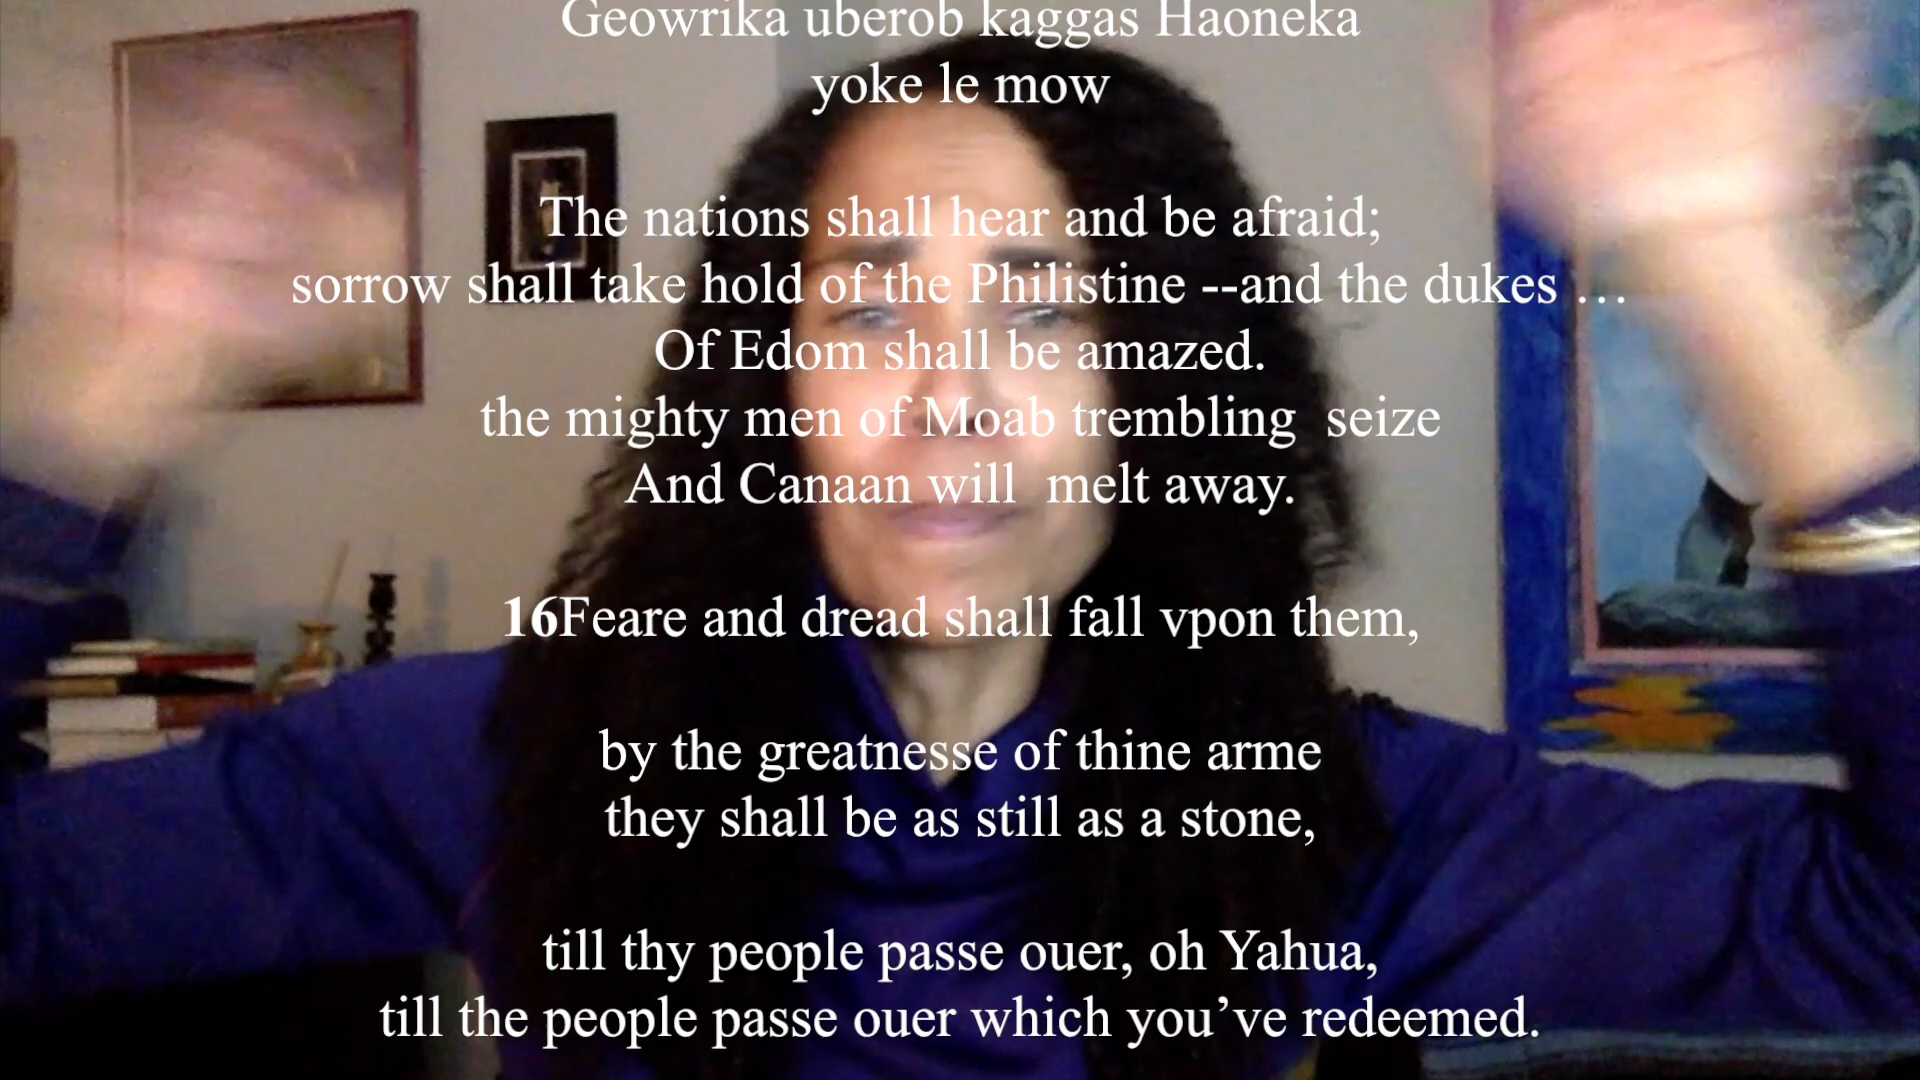 Geowrika uberob kaggas Haoneka
yoke le mow
The nations shall hear and be afraid;
sorrow shall take hold of the Philistine --and the dukes …
Of Edom shall be amazed.
the mighty men of Moab trembling  seize
And Canaan will  melt away.
16Feare and dread shall fall vpon them,
by the greatnesse of thine arme
they shall be as still as a stone,
till thy people passe ouer, oh Yahua,
till the people passe ouer which you’ve redeemed.